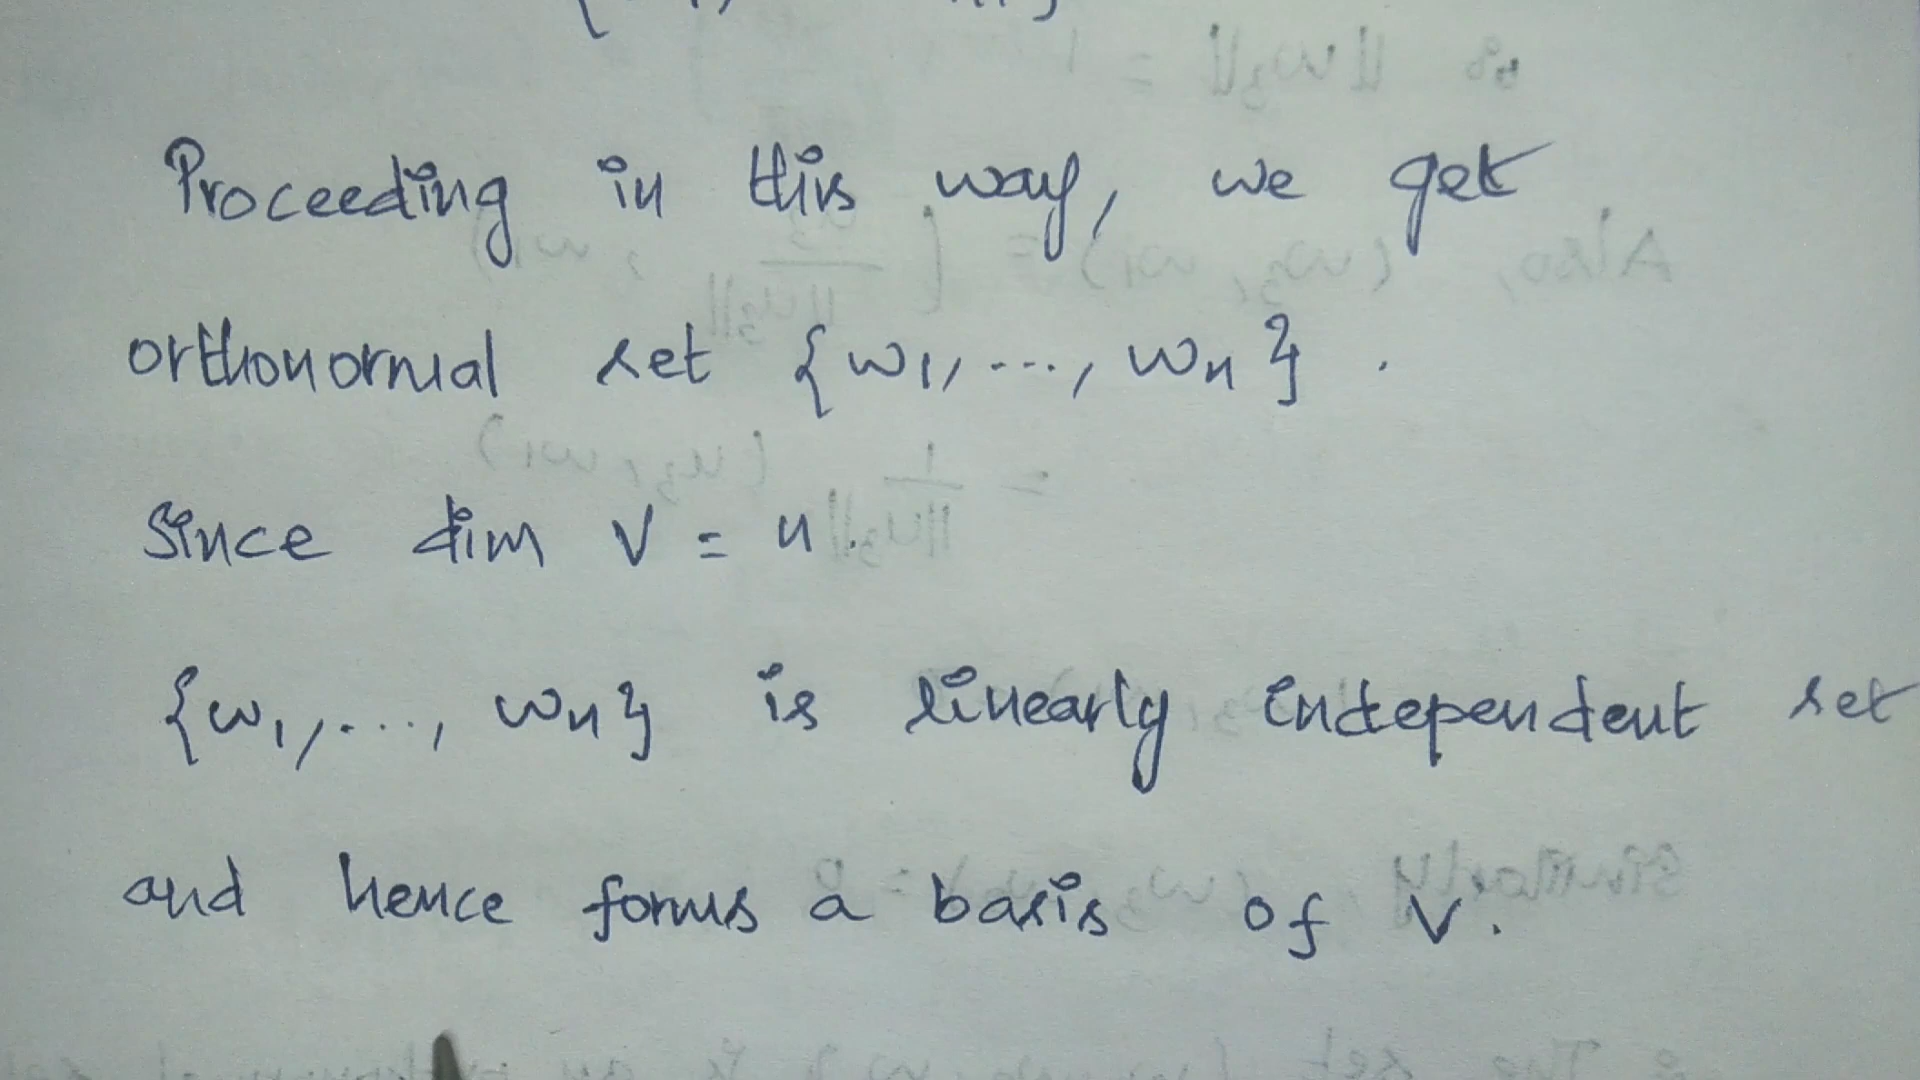 Proceeding in this way, we get
orthonormal set {w₁, ..., wₙ}.
Since dim V = n.
{w₁, ..., wₙ} is linearly independent set
and hence forms a basis of V.